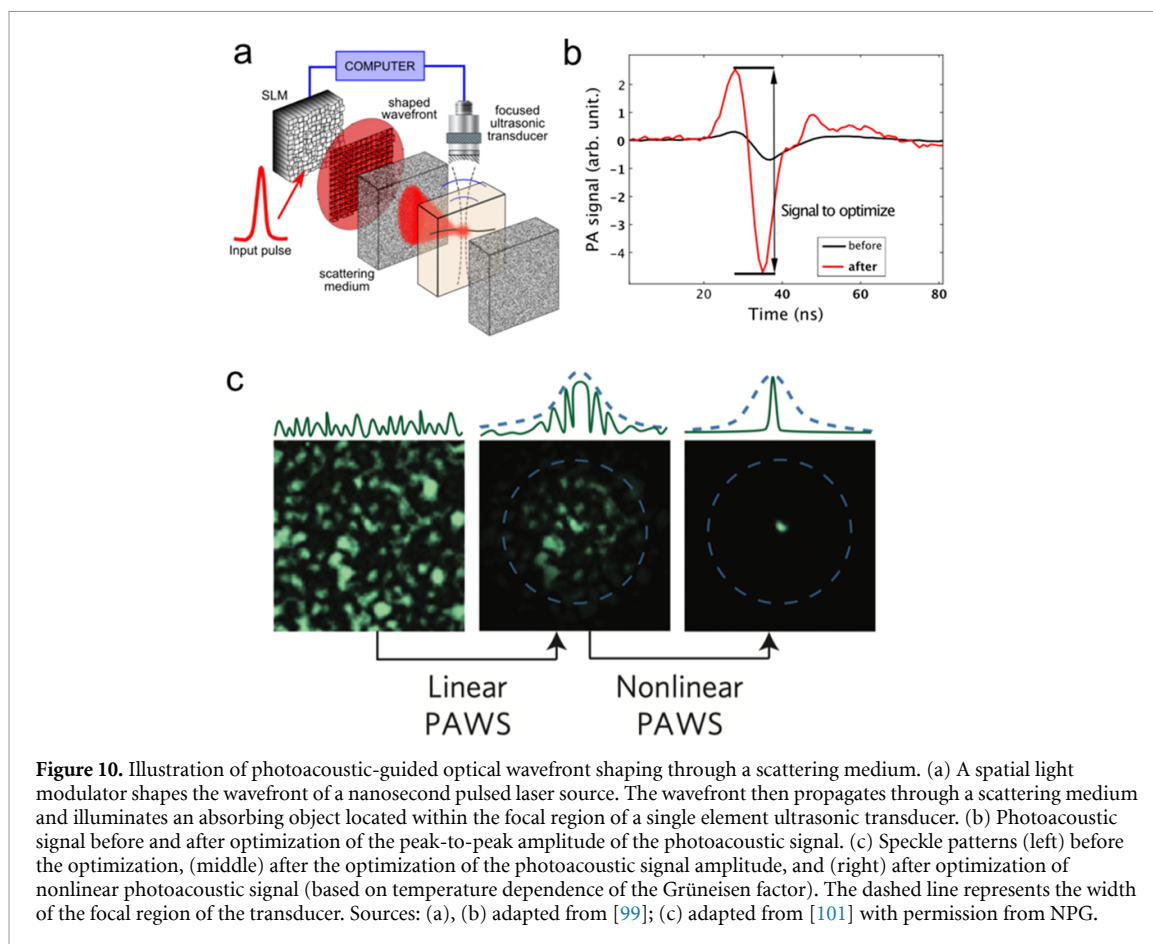 a
COMPUTER
SLM
shaped
wavefront
focused
ultrasonic
transducer
Input pulse
scattering
medium
b
PA signal (arb. unit.)
2
1
0
-1
-2
-3
-4
Signal to optimize
before
after
20
40
60
80
Time (ns)
c
Linear
PAWS
Nonlinear
PAWS
Figure 10. Illustration of photoacoustic-guided optical wavefront shaping through a scattering medium. (a) A spatial light
modulator shapes the wavefront of a nanosecond pulsed laser source. The wavefront then propagates through a scattering medium
and illuminates an absorbing object located within the focal region of a single element ultrasonic transducer. (b) Photoacoustic
signal before and after optimization of the peak-to-peak amplitude of the photoacoustic signal. (c) Speckle patterns (left) before
the optimization, (middle) after the optimization of the photoacoustic signal amplitude, and (right) after optimization of
nonlinear photoacoustic signal (based on temperature dependence of the Grüneisen factor). The dashed line represents the width
of the focal region of the transducer. Sources: (a), (b) adapted from [99]; (c) adapted from [101] with permission from NPG.